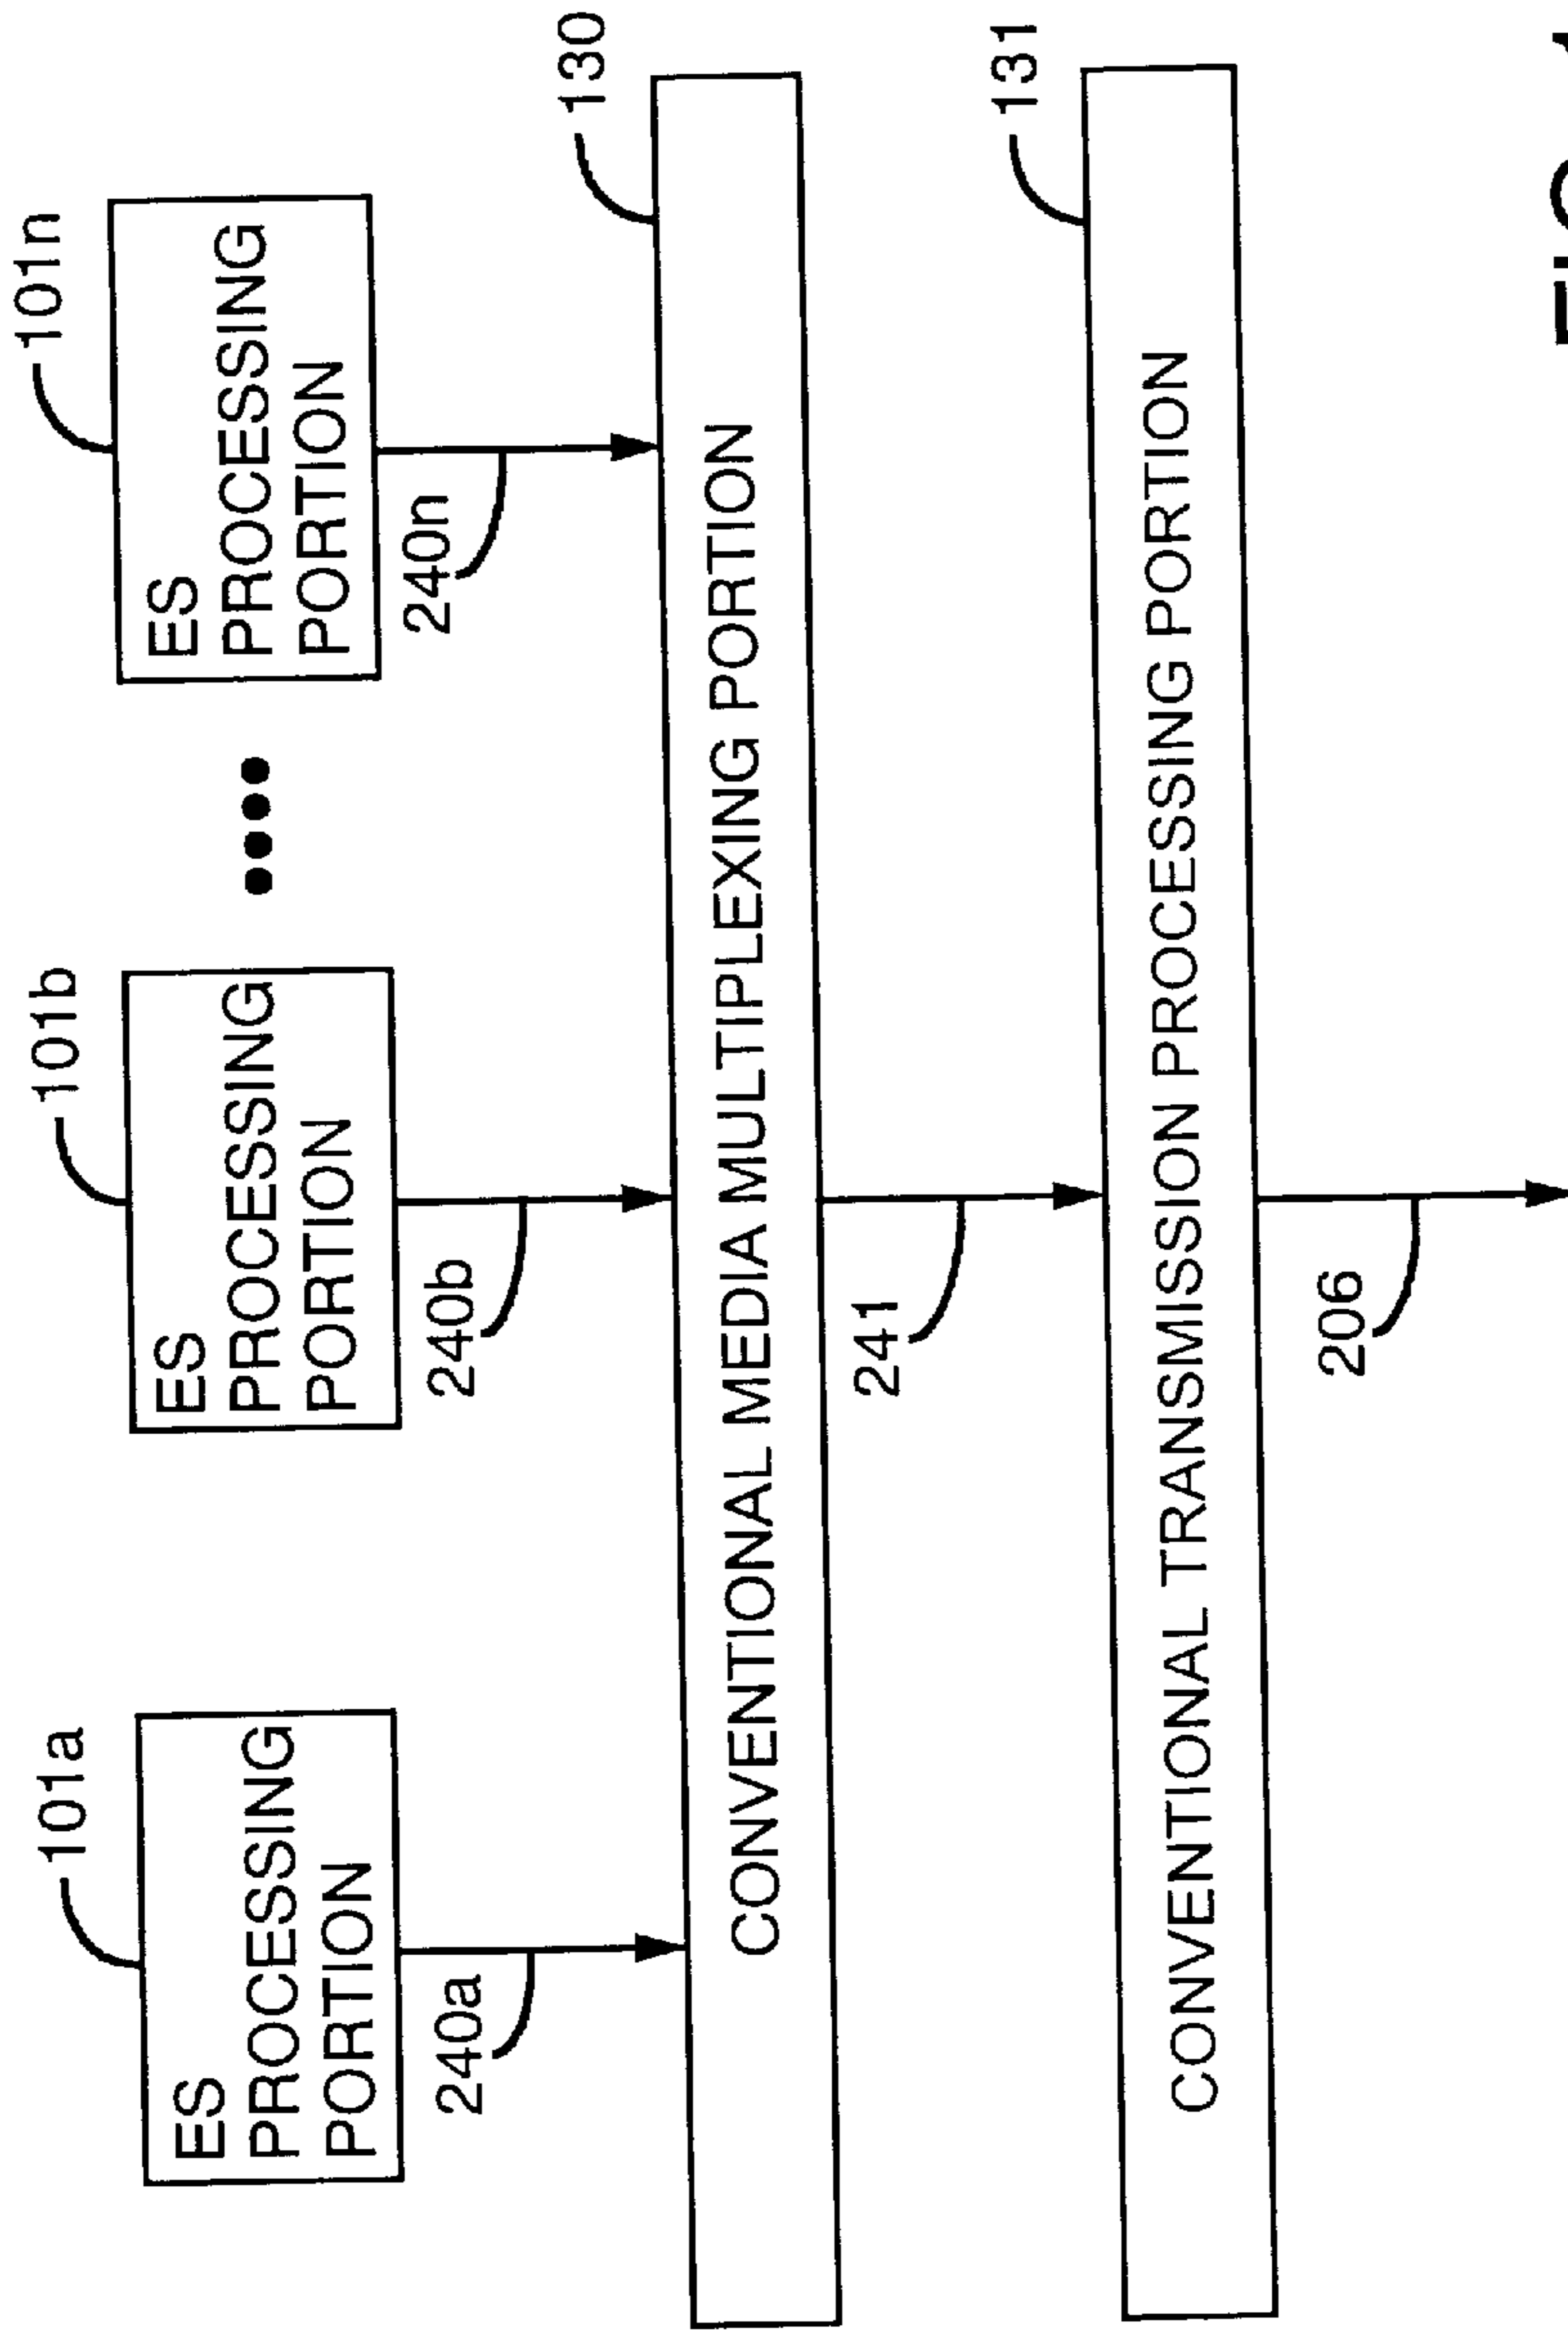 101a
101b
101n
ES
PROCESSING
PORTION
ES
PROCESSING
PORTION
ES
PROCESSING
PORTION
240a
240b
240n
130
CONVENTIONAL MEDIA MULTIPLEXING PORTION
241
131
CONVENTIONAL TRANSMISSION PROCESSING PORTION
206